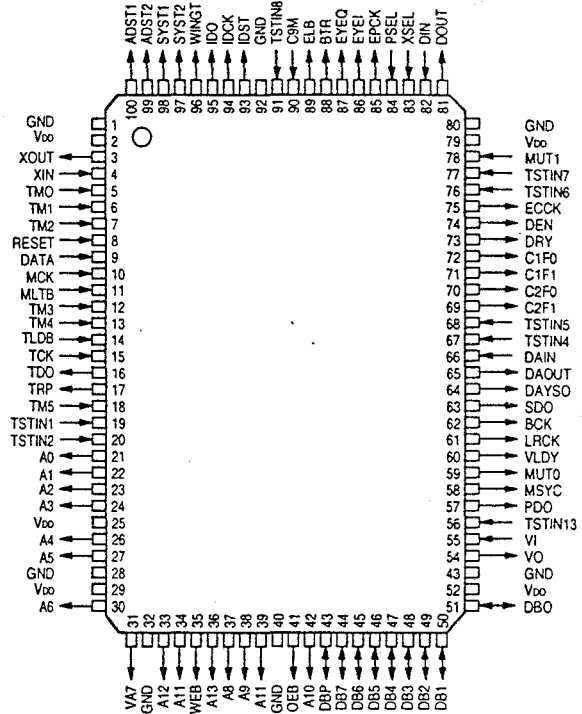 ADST1 ADST2 SYST1 SYST2 WINGT IDO IDCK IDST GND TSTIN8 C9M ELB BTR EYEQ EYEI EPCK PSEL XSEL DIN DOUT
100 99 98 97 96 95 94 93 92 91 90 89 88 87 86 85 84 83 82 81
GND 1 80 GND
VDD 2 79 VDD
XOUT 3 78 MUT1
XIN 4 77 TSTIN7
TM0 5 76 TSTIN6
TM1 6 75 ECCK
TM2 7 74 DEN
RESET 8 73 DRY
DATA 9 72 C1F0
MCK 10 71 C1F1
MLTB 11 70 C2F0
TM3 12 69 C2F1
TM4 13 68 TSTIN5
TLDB 14 67 TSTIN4
TCK 15 66 DAIN
TDO 16 65 DAOUT
TRP 17 64 DAYSO
TM5 18 63 SDO
TSTIN1 19 62 BCK
TSTIN2 20 61 LRCK
A0 21 60 VLDY
A1 22 59 MUT0
A2 23 58 MSYC
A3 24 57 PDO
VDD 25 56 TSTIN13
A4 26 55 VI
A5 27 54 VO
GND 28 43 GND
VDD 29 52 VDD
A6 30 51 DB0
31 32 33 34 35 36 37 38 39 40 41 42 43 44 45 46 47 48 49 50
VA7 GND A12 A11 WEB A13 A8 A9 A11 GND OEB A10 DBP DB7 DB6 DB5 DB4 DB3 DB2 DB1